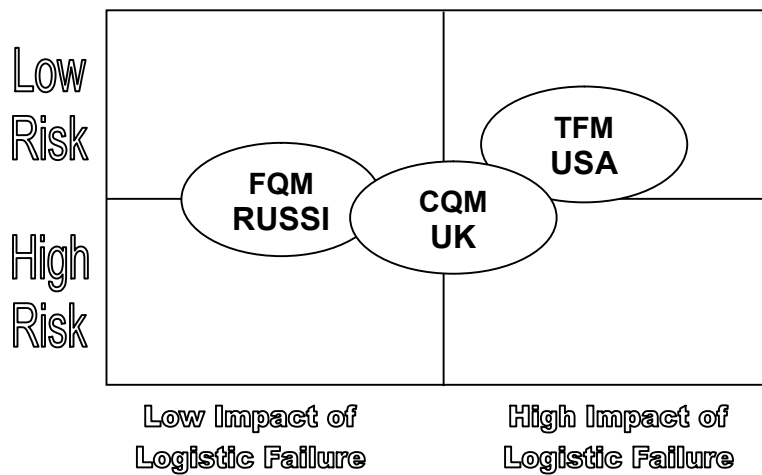 Low
Risk
High
Risk
FQM
RUSSI
CQM
UK
TFM
USA
Low Impact of
Logistic Failure
High Impact of
Logistic Failure